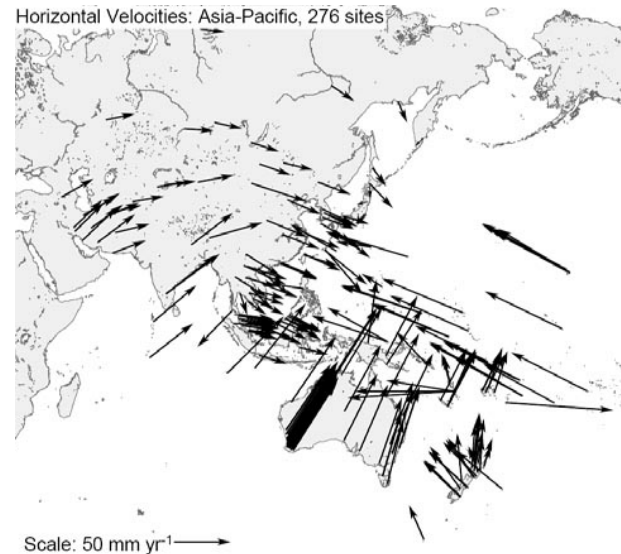 Horizontal Velocities: Asia-Pacific, 276 sites
Scale: 50 mm yr⁻¹